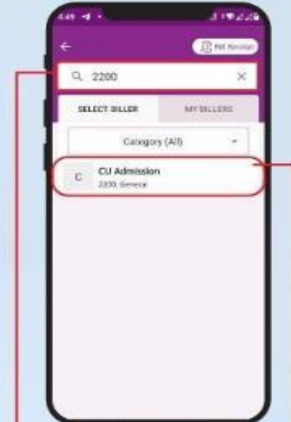 4:49
Bill Receipt
2200
SELECT BILLER MY BILLERS
Category (All)
C CU Admission
2200, General